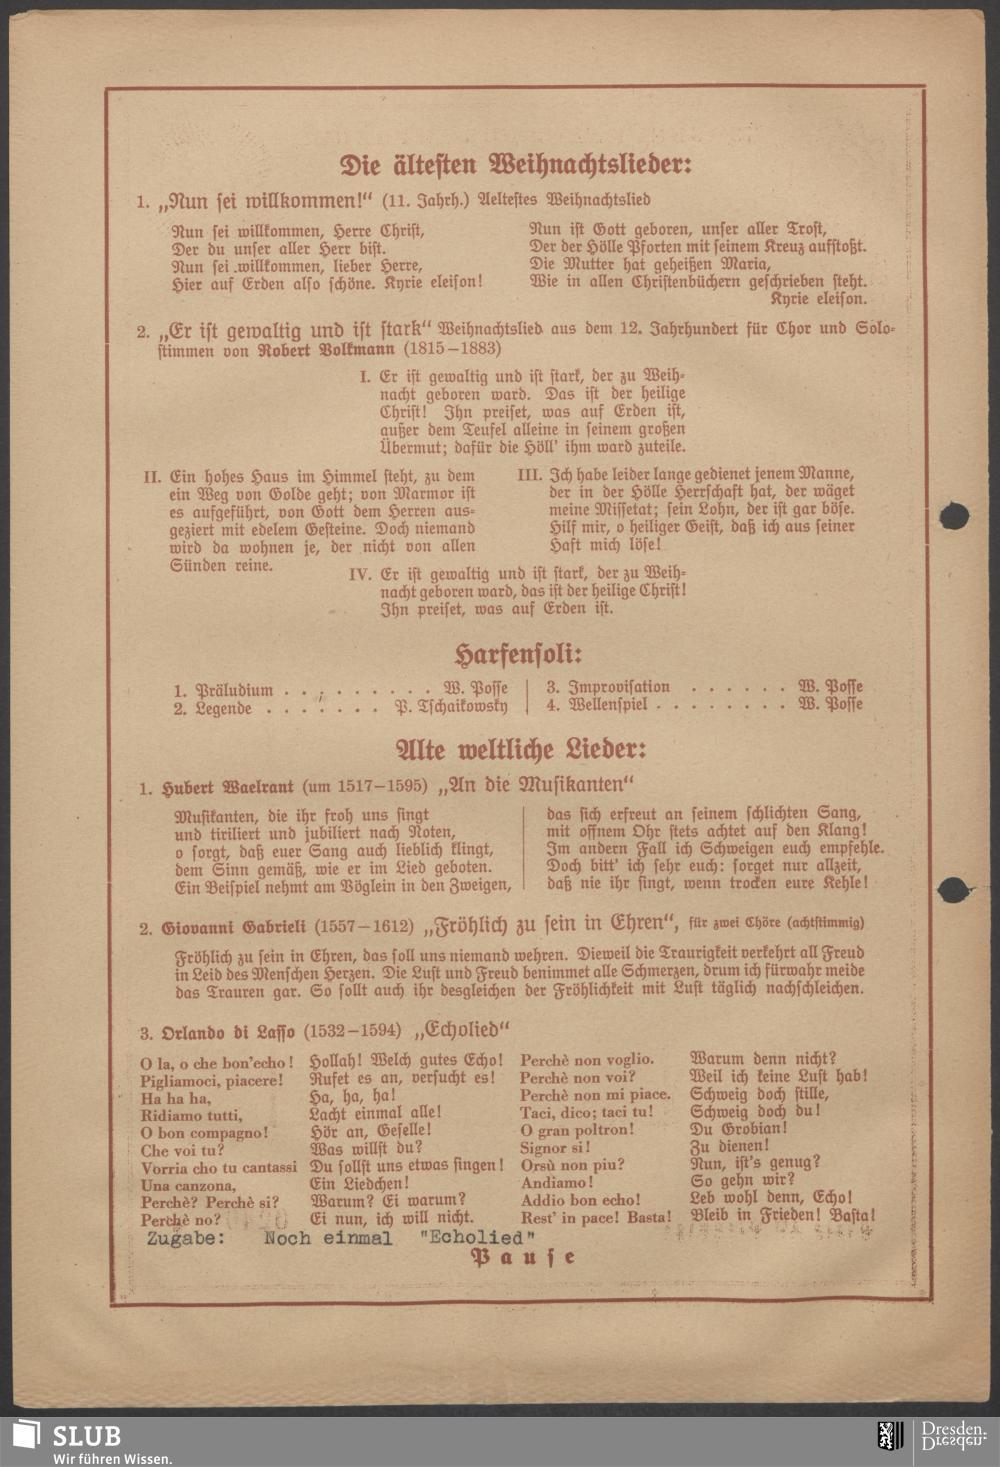 Die ältesten Weihnachtslieder:
1. „Nun sei willkommen!“ (11. Jahrh.) Aeltestes Weihnachtslied
Nun sei willkommen, Herre Christ,
Der du unser aller Herr bist.
Nun sei willkommen, lieber Herre,
Hier auf Erden also schöne. Kyrie eleison!
Nun ist Gott geboren, unser aller Trost,
Der der Hölle Pforten mit seinem Kreuz aufstoßt.
Die Mutter hat geheißen Maria,
Wie in allen Christenbüchern geschrieben steht.
Kyrie eleison.
2. „Er ist gewaltig und ist stark“ Weihnachtslied aus dem 12. Jahrhundert für Chor und Solo-
stimmen von Robert Volkmann (1815–1883)
I. Er ist gewaltig und ist stark, der zu Weih-
nacht geboren ward. Das ist der heilige
Christ! Ihn preiset, was auf Erden ist,
außer dem Teufel alleine in seinem großen
Übermut; dafür die Höll' ihm ward zuteile.
II. Ein hohes Haus im Himmel steht, zu dem
ein Weg von Golde geht; von Marmor ist
es aufgeführt, von Gott dem Herren aus-
geziert mit edelem Gesteine. Doch niemand
wird da wohnen je, der nicht von allen
Sünden reine.
III. Ich habe leider lange gedienet jenem Manne,
der in der Hölle Herrschaft hat, der wäget
meine Missetat; sein Lohn, der ist gar böse.
Hilf mir, o heiliger Geist, daß ich aus seiner
Haft mich löse!
IV. Er ist gewaltig und ist stark, der zu Weih-
nacht geboren ward, das ist der heilige Christ!
Ihn preiset, was auf Erden ist.
Harfensoli:
1. Präludium . . . . . . . . . W. Posse
2. Legende . . . . . . . P. Tschaikowsky
3. Improvisation . . . . . . W. Posse
4. Wellenspiel . . . . . . . . W. Posse
Alte weltliche Lieder:
1. Hubert Waelrant (um 1517–1595) „An die Musikanten“
Musikanten, die ihr froh uns singt
und tiriliert und jubiliert nach Noten,
o sorgt, daß euer Sang auch lieblich klingt,
dem Sinn gemäß, wie er im Lied geboten.
Ein Beispiel nehmt am Vöglein in den Zweigen,
das sich erfreut an seinem schlichten Sang,
mit offnem Ohr stets achtet auf den Klang!
Im andern Fall ich Schweigen euch empfehle.
Doch bitt' ich sehr euch: sorget nur allzeit,
daß nie ihr singt, wenn trocken eure Kehle!
2. Giovanni Gabrieli (1557–1612) „Fröhlich zu sein in Ehren“, für zwei Chöre (achtstimmig)
Fröhlich zu sein in Ehren, das soll uns niemand wehren. Dieweil die Traurigkeit verkehrt all Freud
in Leid des Menschen Herzen. Die Lust und Freud benimmet alle Schmerzen, drum ich fürwahr meide
das Trauren gar. So sollt auch ihr desgleichen der Fröhlichkeit mit Lust täglich nachschleichen.
3. Orlando di Lasso (1532–1594) „Echolied“
O la, o che bon'echo!
Pigliamoci, piacere!
Ha ha ha,
Ridiamo tutti,
O bon compagno!
Che voi tu?
Vorria cho tu cantassi
Una canzona,
Perchè? Perchè si?
Perchè no?
Hollah! Welch gutes Echo!
Rufet es an, versucht es!
Ha, ha, ha!
Lacht einmal alle!
Hör an, Geselle!
Was willst du?
Du sollst uns etwas singen!
Ein Liedchen!
Warum? Ei warum?
Ei nun, ich will nicht.
Perchè non voglio.
Perchè non voi?
Perchè non mi piace.
Taci, dico; taci tu!
O gran poltron!
Signor si!
Orsù non piu?
Andiamo!
Addio bon echo!
Rest' in pace! Basta!
Warum denn nicht?
Weil ich keine Lust hab!
Schweig doch stille,
Schweig doch du!
Du Grobian!
Zu dienen!
Nun, ist's genug?
So gehn wir?
Leb wohl denn, Echo!
Bleib in Frieden! Basta!
Zugabe: Noch einmal "Echolied"
Pause
SLUB
Wir führen Wissen.
Dresden.